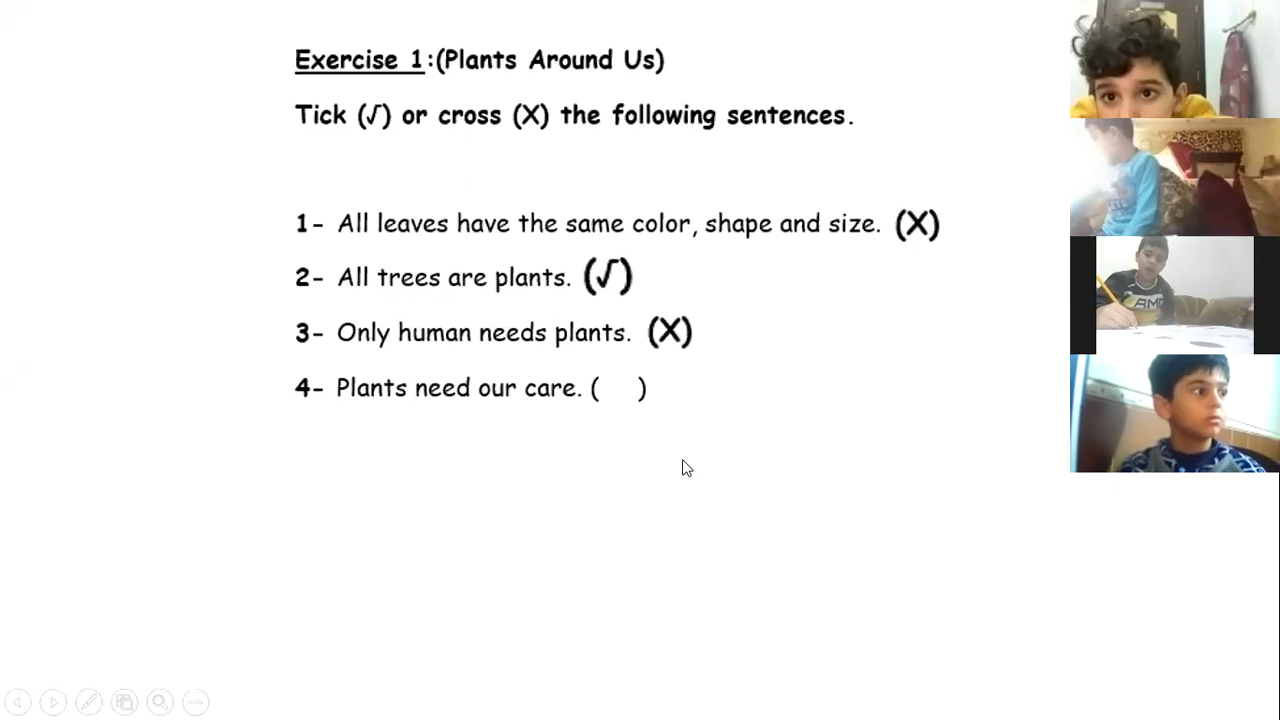 Exercise 1:(Plants Around Us)
Tick (√) or cross (X) the following sentences.
1- All leaves have the same color, shape and size. (X)
2- All trees are plants. (√)
3- Only human needs plants. (X)
4- Plants need our care. ( )